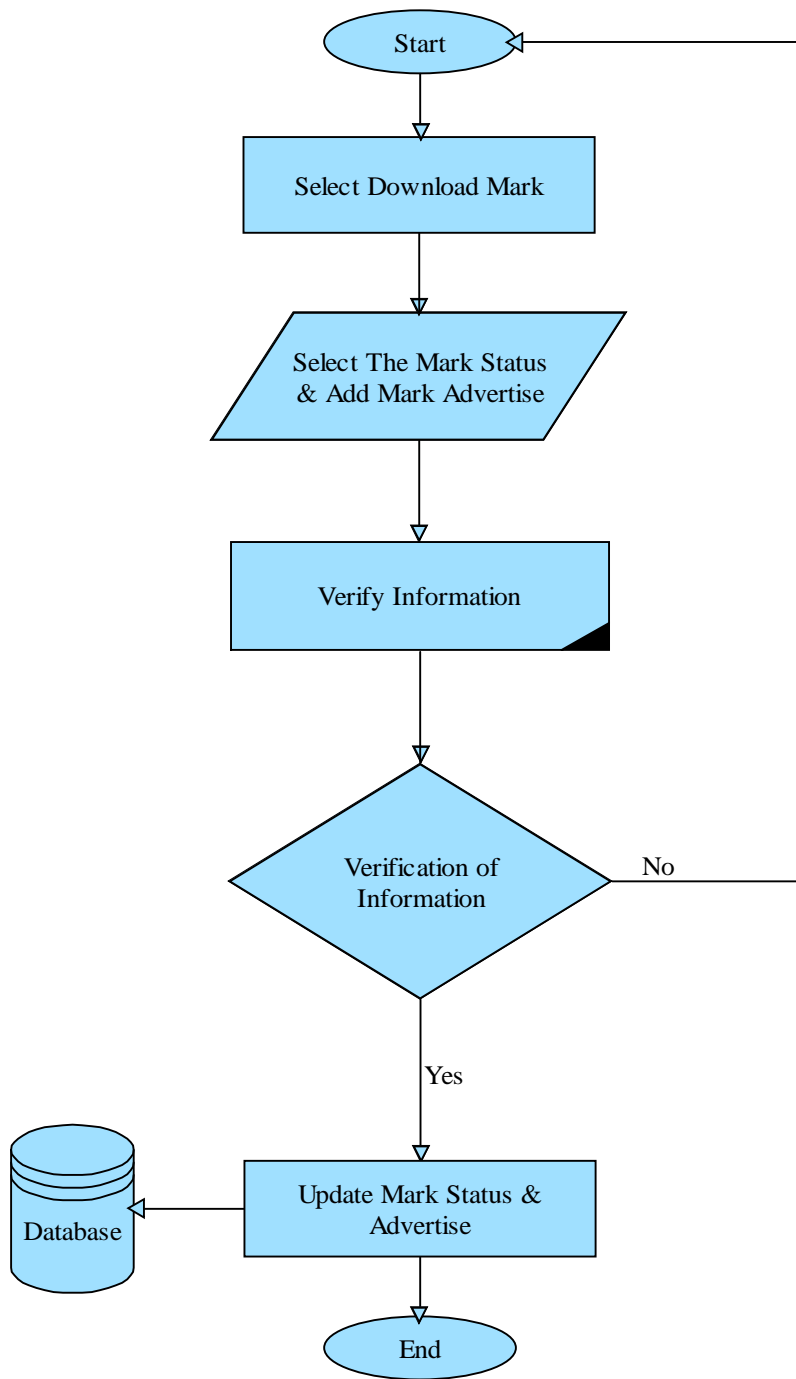 Start
Select Download Mark
Select The Mark Status
& Add Mark Advertise
Verify Information
Verification of
Information
No
Yes
Update Mark Status &
Advertise
Database
End